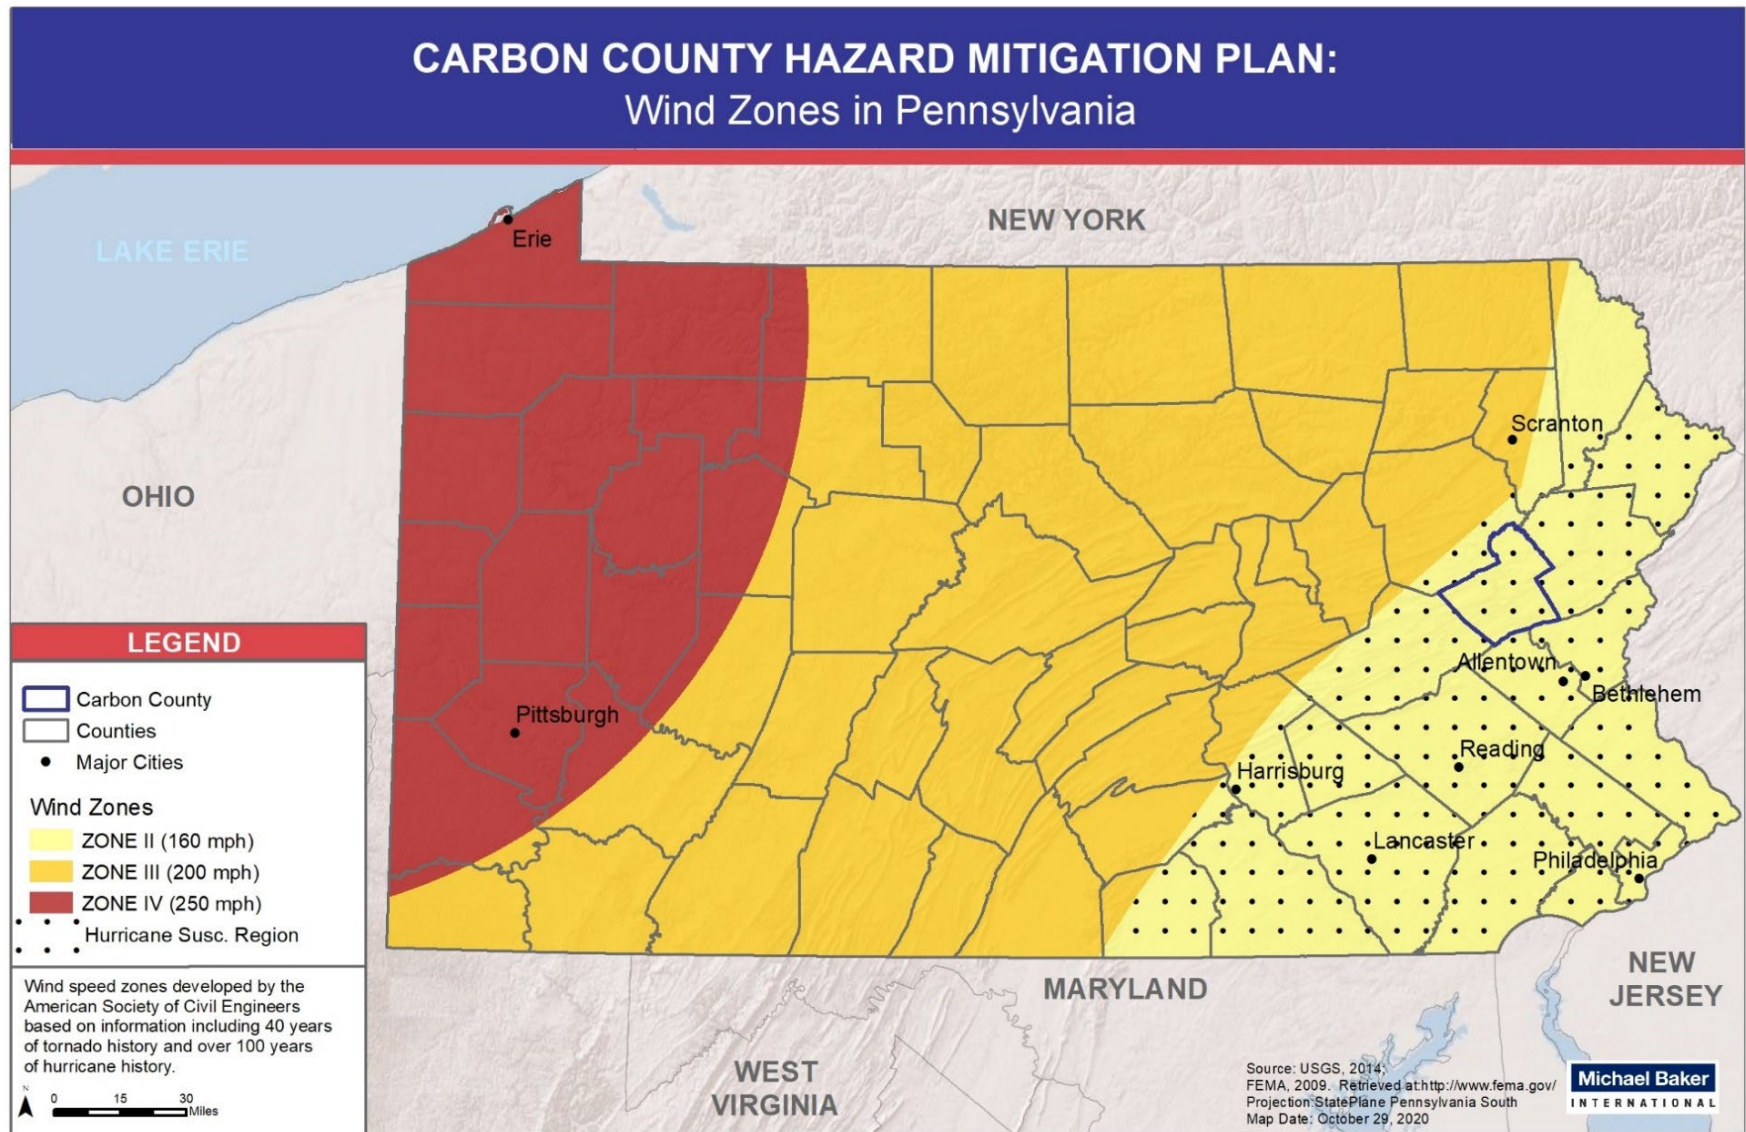 CARBON COUNTY HAZARD MITIGATION PLAN:
Wind Zones in Pennsylvania
LAKE ERIE
Erie
NEW YORK
OHIO
Scranton
Allentown
Bethlehem
Pittsburgh
Reading
Harrisburg
Lancaster
Philadelphia
MARYLAND
NEW
JERSEY
WEST
VIRGINIA
LEGEND
Carbon County
Counties
Major Cities
Wind Zones
ZONE II (160 mph)
ZONE III (200 mph)
ZONE IV (250 mph)
Hurricane Susc. Region
Wind speed zones developed by the
American Society of Civil Engineers
based on information including 40 years
of tornado history and over 100 years
of hurricane history.
N
0 15 30
Miles
Source: USGS, 2014;
FEMA, 2009. Retrieved at:http://www.fema.gov/
Projection:StatePlane Pennsylvania South
Map Date: October 29, 2020
Michael Baker
INTERNATIONAL